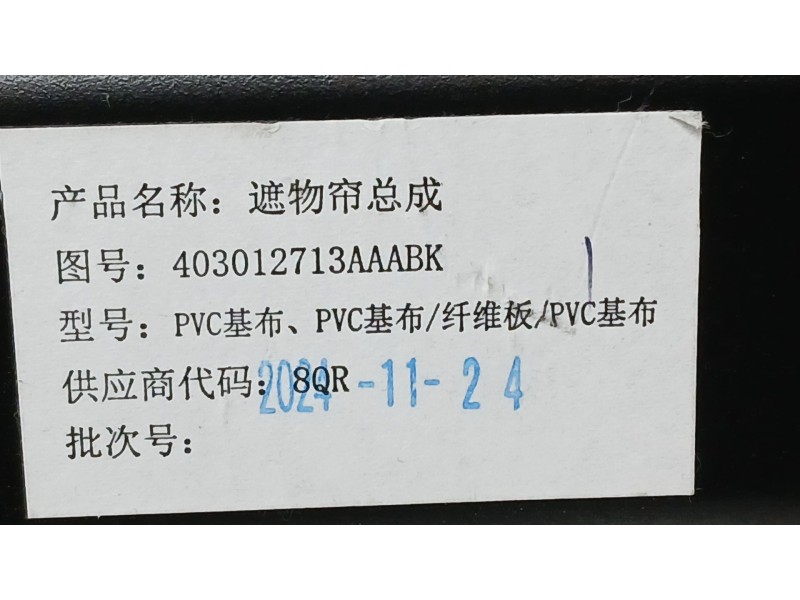 产品名称：遮物帘总成
图号：403012713AAABK
型号：PVC基布、PVC基布/纤维板/PVC基布
供应商代码：8QR
2024-11-24
批次号：